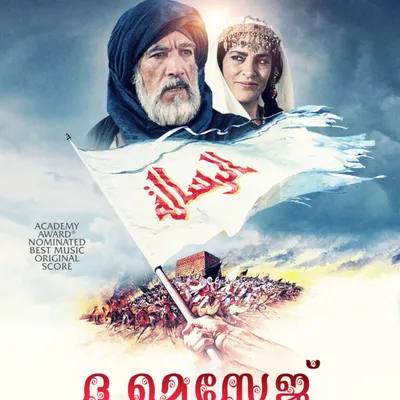 الرسالة
ACADEMY
AWARD®
NOMINATED
BEST MUSIC
ORIGINAL
SCORE
ദ മെസ്സേജ്